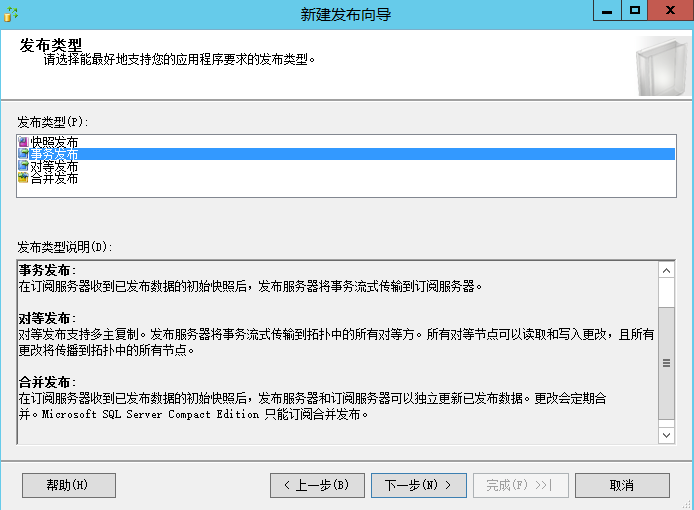 新建发布向导
发布类型
请选择能最好地支持您的应用程序要求的发布类型。
发布类型(P):
快照发布
事务发布
对等发布
合并发布
发布类型说明(D):
事务发布:
在订阅服务器收到已发布数据的初始快照后，发布服务器将事务流式传输到订阅服务器。
对等发布:
对等发布支持多主复制。发布服务器将事务流式传输到拓扑中的所有对等方。所有对等节点可以读取和写入更改，且所有
更改将传播到拓扑中的所有节点。
合并发布:
在订阅服务器收到已发布数据的初始快照后，发布服务器和订阅服务器可以独立更新已发布数据。更改会定期合
并。Microsoft SQL Server Compact Edition 只能订阅合并发布。
帮助(H)
< 上一步(B)
下一步(N) >
完成(F) >>|
取消